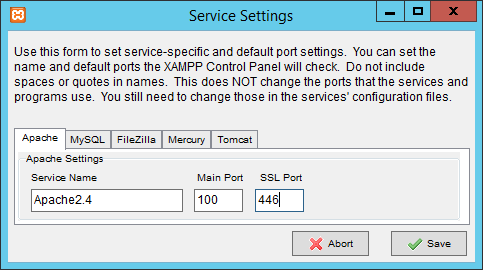 Service Settings
Use this form to set service-specific and default port settings. You can set the
name and default ports the XAMPP Control Panel will check. Do not include
spaces or quotes in names. This does NOT change the ports that the services and
programs use. You still need to change those in the services' configuration files.
Apache MySQL FileZilla Mercury Tomcat
Apache Settings
Service Name Main Port SSL Port
Apache2.4 100 446
Abort Save